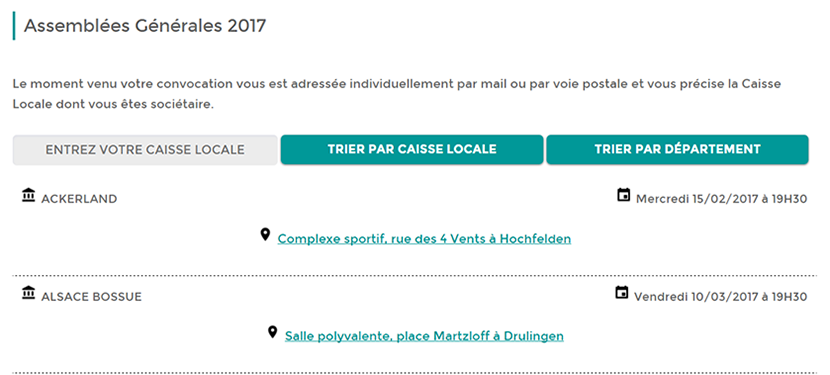 Assemblées Générales 2017
Le moment venu votre convocation vous est adressée individuellement par mail ou par voie postale et vous précise la Caisse
Locale dont vous êtes sociétaire.
ENTREZ VOTRE CAISSE LOCALE
TRIER PAR CAISSE LOCALE
TRIER PAR DÉPARTEMENT
ACKERLAND
Mercredi 15/02/2017 à 19H30
Complexe sportif, rue des 4 Vents à Hochfelden
ALSACE BOSSUE
Vendredi 10/03/2017 à 19H30
Salle polyvalente, place Martzloff à Drulingen